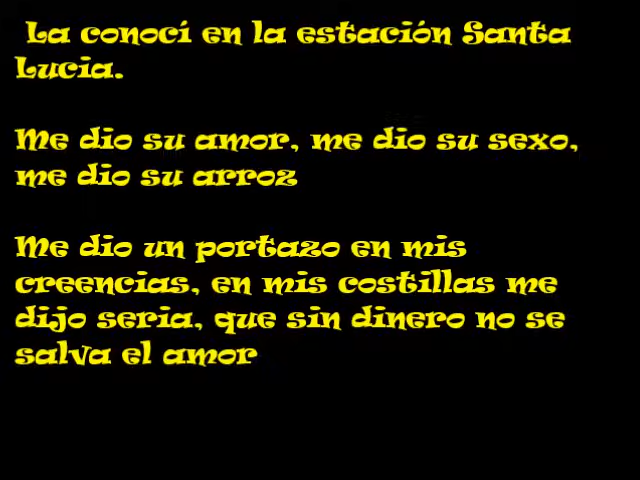 La conocí en la estación Santa
Lucia.
Me dio su amor, me dio su sexo,
me dio su arroz
Me dio un portazo en mis
creencias, en mis costillas me
dijo seria, que sin dinero no se
salva el amor